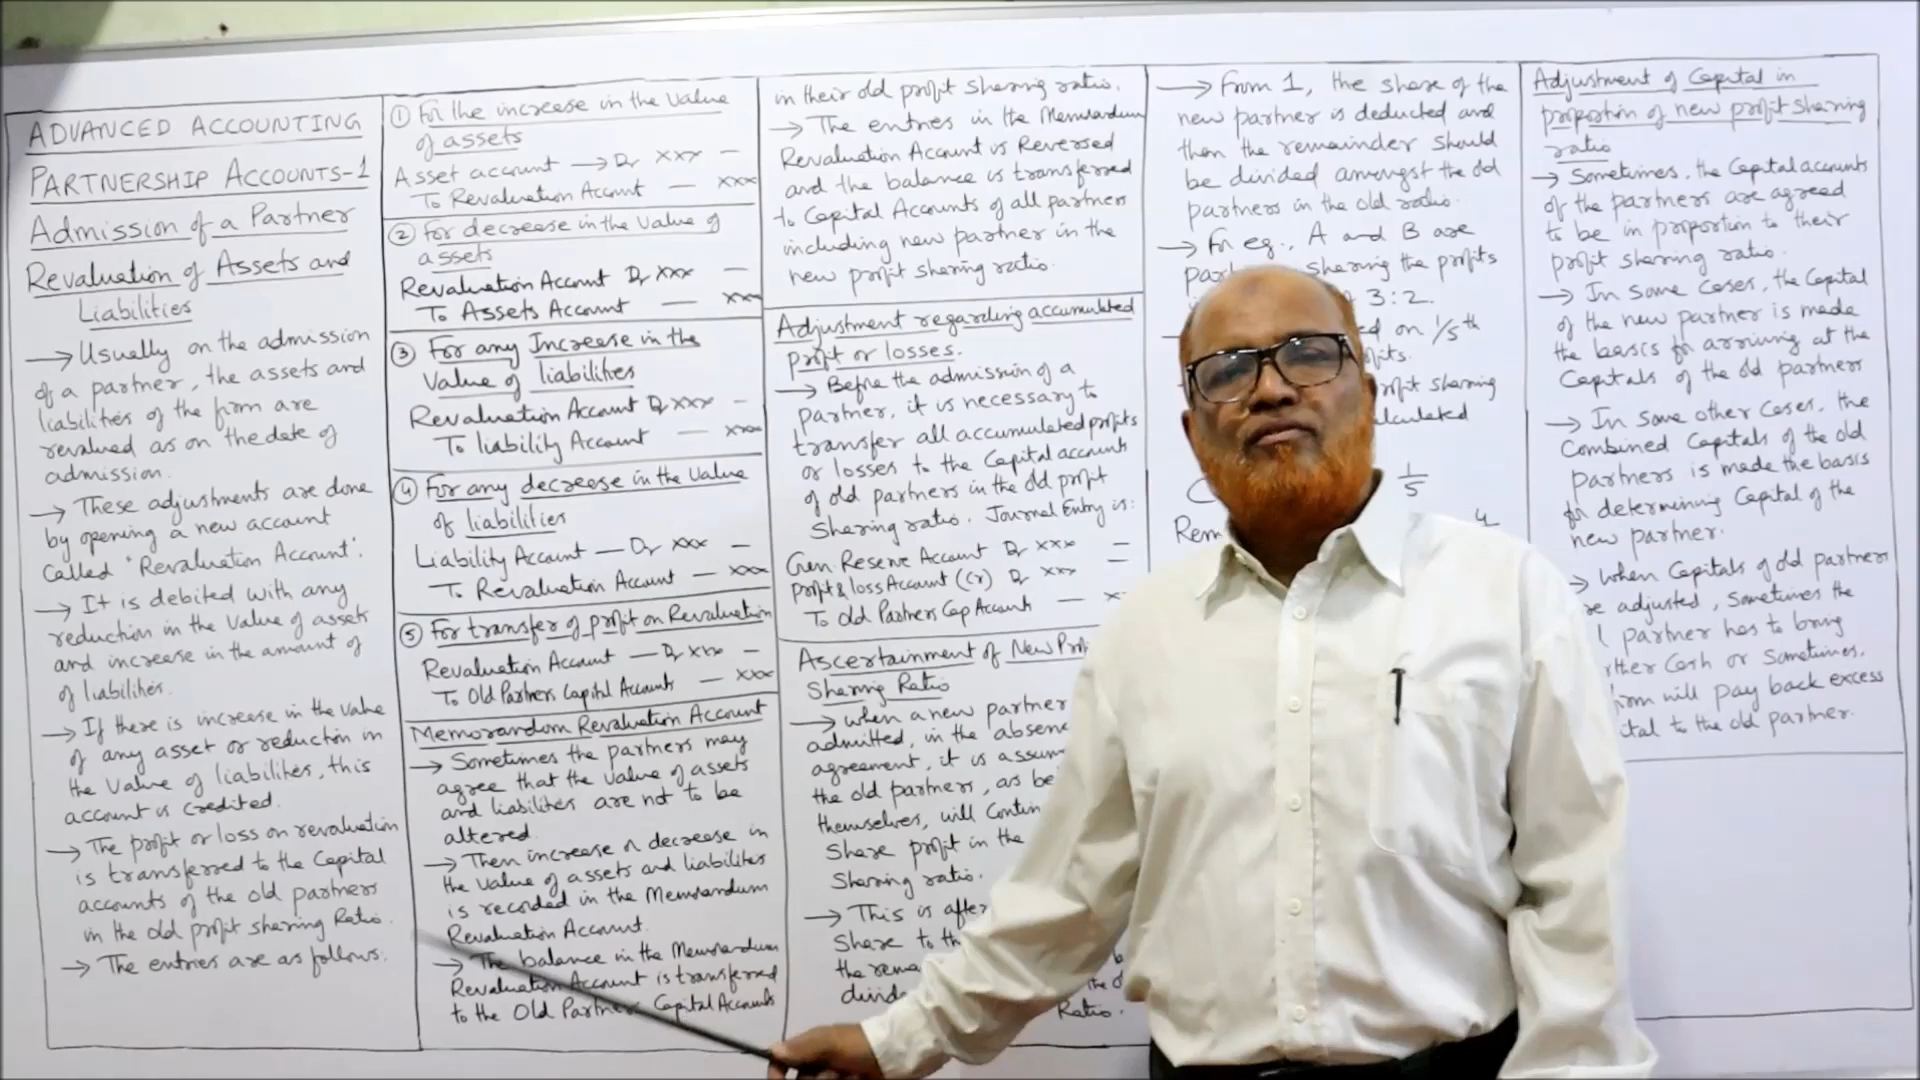 ADVANCED ACCOUNTING
PARTNERSHIP ACCOUNTS-1
Admission of a Partner
Revaluation of Assets and
Liabilities
→ Usually on the admission
of a partner, the assets and
liabilities of the firm are
revalued as on the date of
admission.
→ These adjustments are done
by opening a new account
called 'Revaluation Account'.
→ It is debited with any
reduction in the value of assets
and increase in the amount of
of liabilities.
→ If there is increase in the value
of any asset or reduction in
the value of liabilities, this
account is credited.
→ The profit or loss on revaluation
is transferred to the Capital
accounts of the old partners
in the old profit sharing Ratio.
→ The entries are as follows.
① For the increase in the value
of assets
Asset account → Dr xxx —
To Revaluation Account — xxx
② For decrease in the value of
assets
Revaluation Account Dr xxx —
To Assets Account — xxx
③ For any Increase in the
value of liabilities
Revaluation Account Dr xxx —
To liability Account — xxx
④ For any decrease in the value
of liabilities
Liability Account — Dr xxx —
To Revaluation Account — xxx
⑤ For transfer of profit on Revaluation
Revaluation Account — Dr xxx —
To Old Partners Capital Accounts — xxx
Memorandom Revaluation Account
→ Sometimes the partners may
agree that the value of assets
and liabilities are not to be
altered.
→ Then increase or decrease in
the value of assets and liabilities
is recorded in the Memorandum
Revaluation Account.
→ The balance in the Memorandum
Revaluation Account is transferred
to the Old Partners Capital Accounts
in their old profit sharing ratio.
→ The entries in the Memorandum
Revaluation Account is Reversed
and the balance is transferred
to Capital Accounts of all partners
including new partner in the
new profit sharing ratio.
Adjustment regarding accumulated
profit or losses.
→ Before the admission of a
partner, it is necessary to
transfer all accumulated profits
or losses to the Capital accounts
of old partners in the old profit
sharing ratio. Journal Entry is:
Gen. Reserve Account Dr xxx —
Profit & loss Account (Cr) Dr xxx —
To Old Partners Cap Accounts —
Ascertainment of New
Sharing Ratio
→ When a new partner
admitted, in the
agreement, it is
the old partners, as
themselves, will
Share profit in the
Sharing ratio.
→ This is after
Share to
the
Ratio.
→ From 1, the share of the
new partner is deducted and
then the remainder should
be divided amongst the old
partners in the old ratio.
→ For eg., A and B are
sharing the profits
3:2.
on 1/5th
sharing
1/5
4
Adjustment of Capital in
proportion of new profit sharing
ratio
→ Sometimes, the Capital accounts
of the partners are agreed
to be in proportion to their
profit sharing ratio.
→ In some cases, the Capital
of the new partner is made
the basis for arriving at the
Capitals of the old partners
→ In some other cases, the
Combined Capitals of the old
Partners is made the basis
for determining Capital of the
new partner.
→ When Capitals of old partners
adjusted, Sometimes the
partner has to bring
Cash or Sometimes,
will pay back excess
to the old partner.